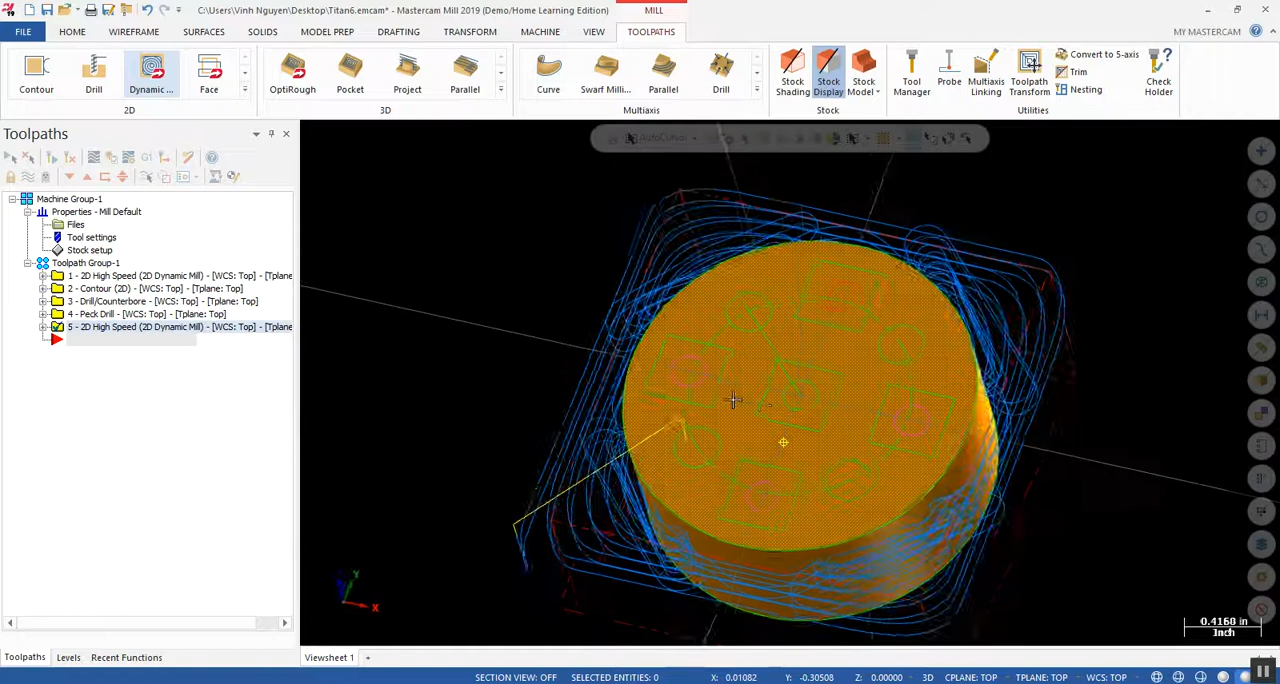 C:\Users\Vinh Nguyen\Desktop\Titan6.emcam* - Mastercam Mill 2019 (Demo/Home Learning Edition)
MILL
FILE HOME WIREFRAME SURFACES SOLIDS MODEL PREP DRAFTING TRANSFORM MACHINE VIEW TOOLPATHS MY MASTERCAM
Contour Drill Dynamic ... Face OptiRough Pocket Project Parallel Curve Swarf Milli... Parallel Drill Stock Shading Stock Display Stock Model Tool Manager Probe Multiaxis Linking Toolpath Transform Convert to 5-axis Trim Nesting Check Holder
2D 3D Multiaxis Stock Utilities
Toolpaths
AutoCursor
G1
Machine Group-1
Properties - Mill Default
Files
Tool settings
Stock setup
Toolpath Group-1
1 - 2D High Speed (2D Dynamic Mill) - [WCS: Top] - [Tplane
2 - Contour (2D) - [WCS: Top] - [Tplane: Top]
3 - Drill/Counterbore - [WCS: Top] - [Tplane: Top]
4 - Peck Drill - [WCS: Top] - [Tplane: Top]
5 - 2D High Speed (2D Dynamic Mill) - [WCS: Top] - [Tplane
Y
X
0.4168 in
Inch
Toolpaths Levels Recent Functions Viewsheet 1 +
SECTION VIEW: OFF SELECTED ENTITIES: 0 X: 0.01082 Y: -0.30508 Z: 0.00000 3D CPLANE: TOP TPLANE: TOP WCS: TOP